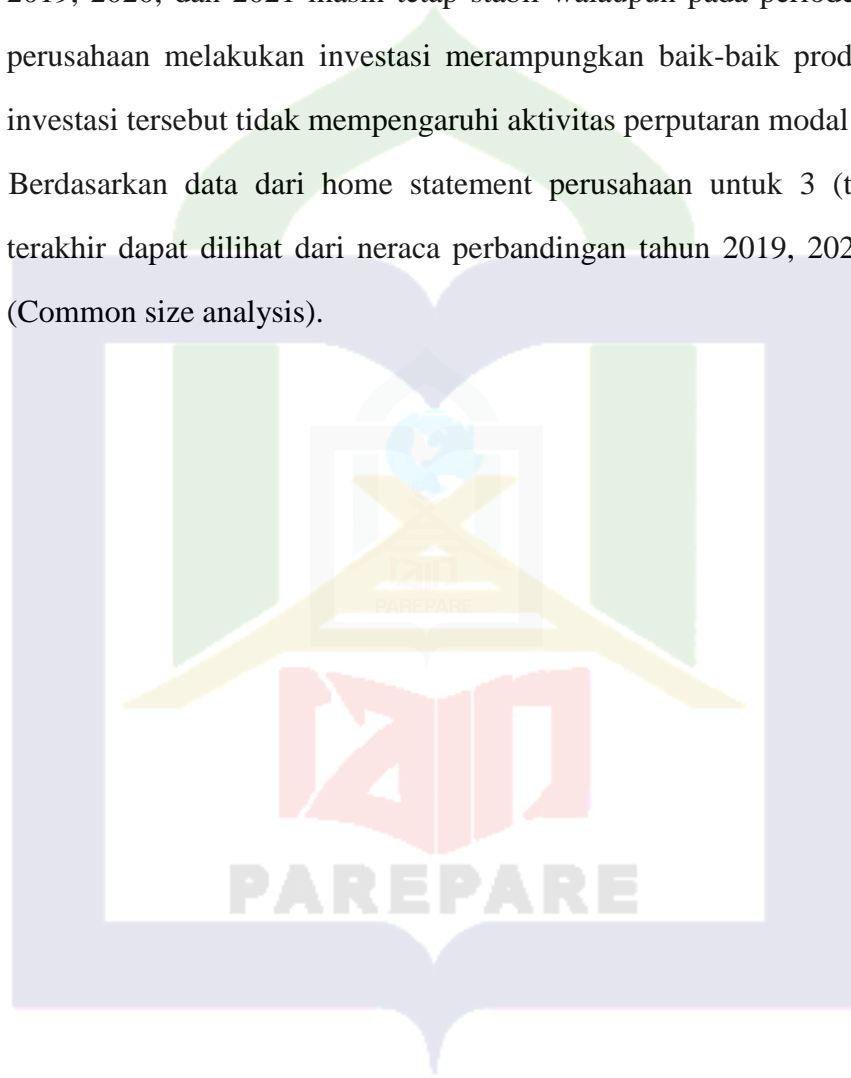 2019, 2020, dan 2021 masih tetap stabil walaupun pada periode
perusahaan melakukan investasi merampungkan baik-baik prod
investasi tersebut tidak mempengaruhi aktivitas perputaran modal
Berdasarkan data dari home statement perusahaan untuk 3 (t
terakhir dapat dilihat dari neraca perbandingan tahun 2019, 202
(Common size analysis).
PAREPARE
PAREPARE